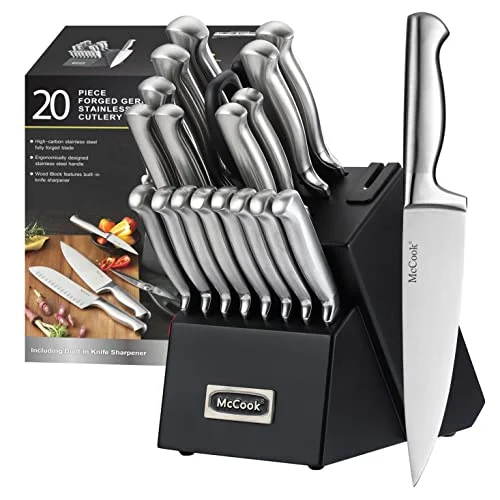 20
PIECE
FORGED GER
STAINLESS
CUTLERY
High-carbon stainless steel
fully forged blade
Ergonomically designed
stainless steel handle
Wood Block features built-in
knife sharpener
Including Built-in Knife Sharpener
McCook®
McCook®